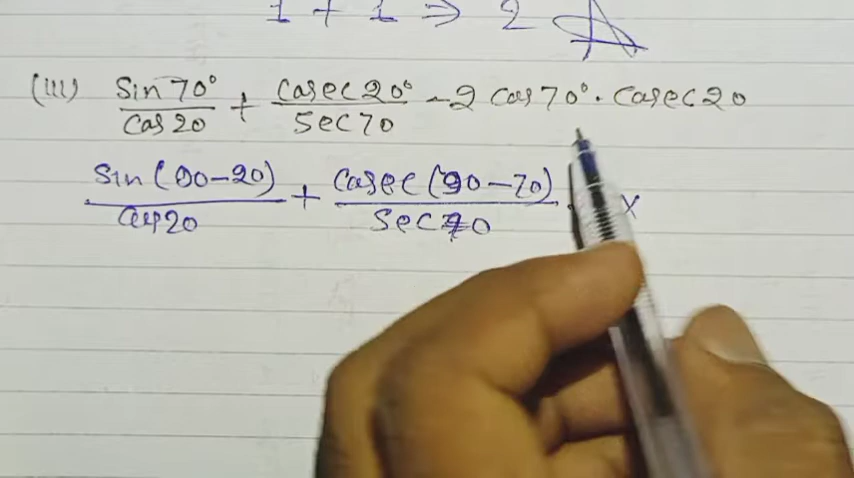 1 + 1 ⇒ 2 A
(iii) sin 70°/cos 20 + cosec 20°/sec 70 - 2 cos 70° . cosec 20
sin (90-20)/cos 20 + cosec (90-70)/sec 70 - x